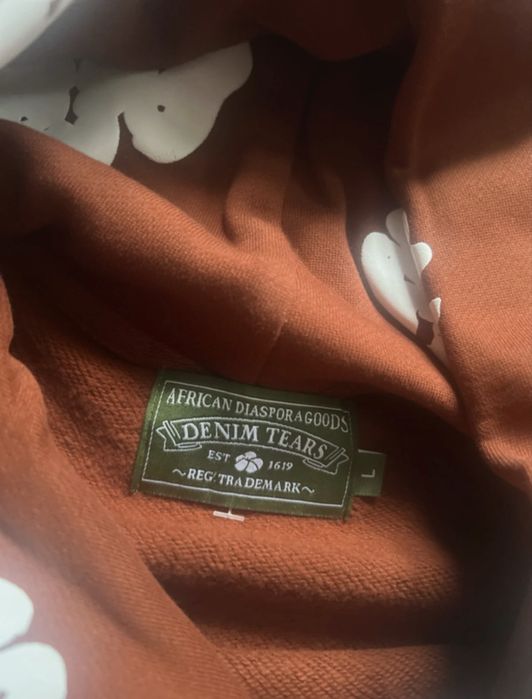 AFRICAN DIASPORA GOODS
DENIM TEARS
EST 1619
~REG. TRADEMARK~
L